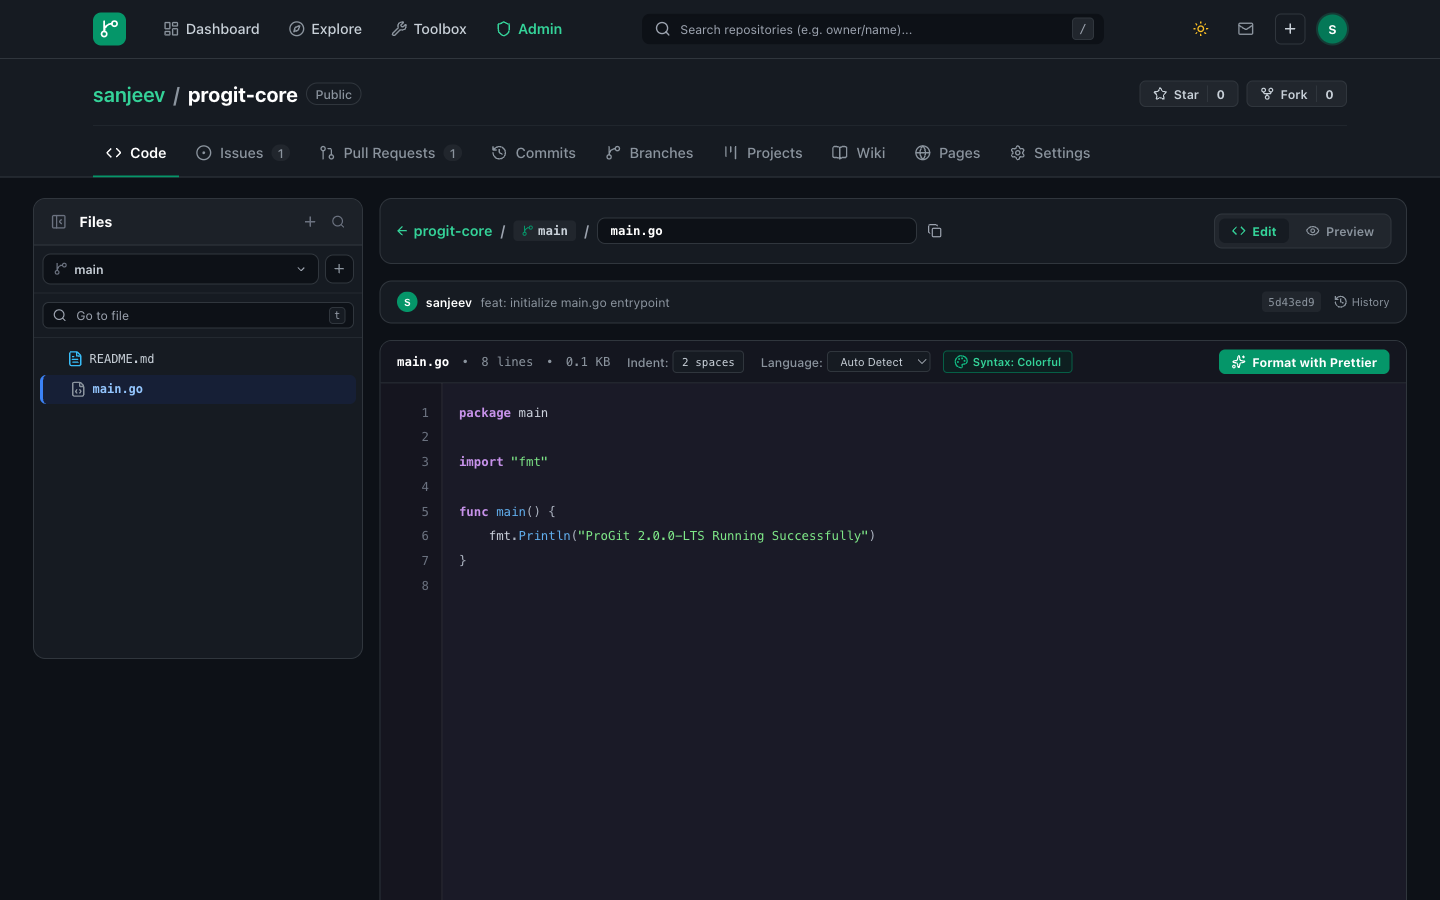 Dashboard Explore Toolbox Admin Search repositories (e.g. owner/name)... / S
sanjeev / progit-core Public Star 0 Fork 0
Code Issues 1 Pull Requests 1 Commits Branches Projects Wiki Pages Settings
Files
main
Go to file t
README.md
main.go
progit-core / main / main.go Edit Preview
S sanjeev feat: initialize main.go entrypoint 5d43ed9 History
main.go • 8 lines • 0.1 KB Indent: 2 spaces Language: Auto Detect Syntax: Colorful Format with Prettier
1 package main
2
3 import "fmt"
4
5 func main() {
6     fmt.Println("ProGit 2.0.0-LTS Running Successfully")
7 }
8